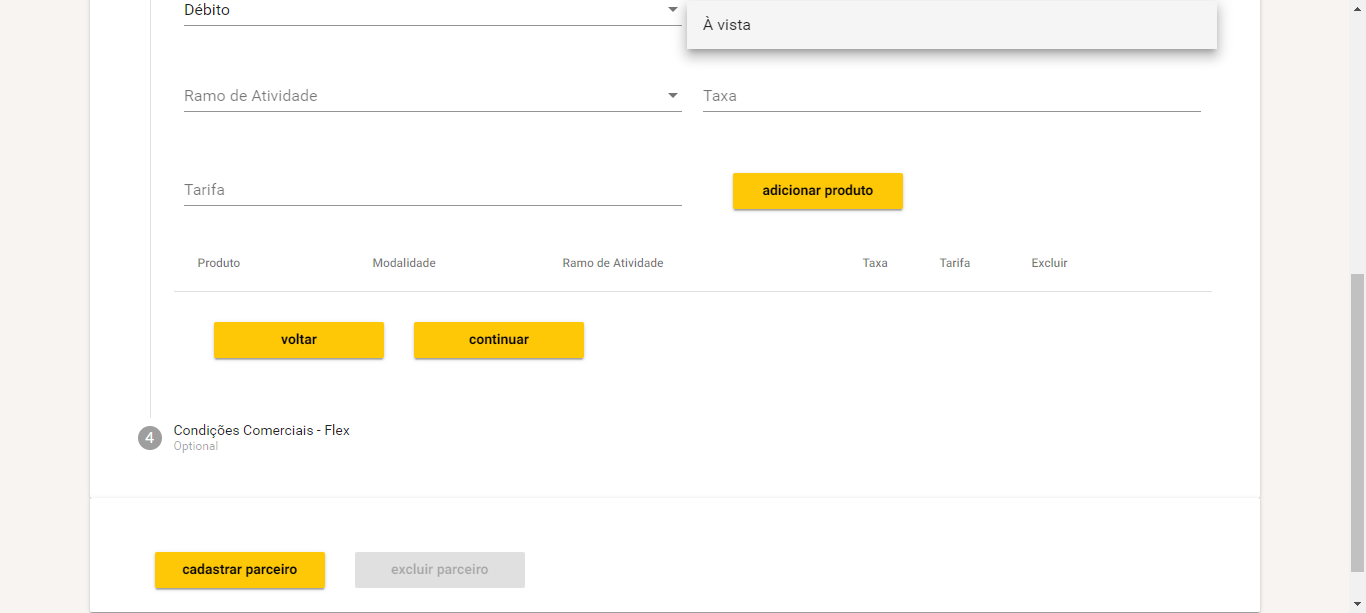 Débito
À vista
Ramo de Atividade
Taxa
Tarifa
adicionar produto
Produto Modalidade Ramo de Atividade Taxa Tarifa Excluir
voltar
continuar
4
Condições Comerciais - Flex
Optional
cadastrar parceiro
excluir parceiro